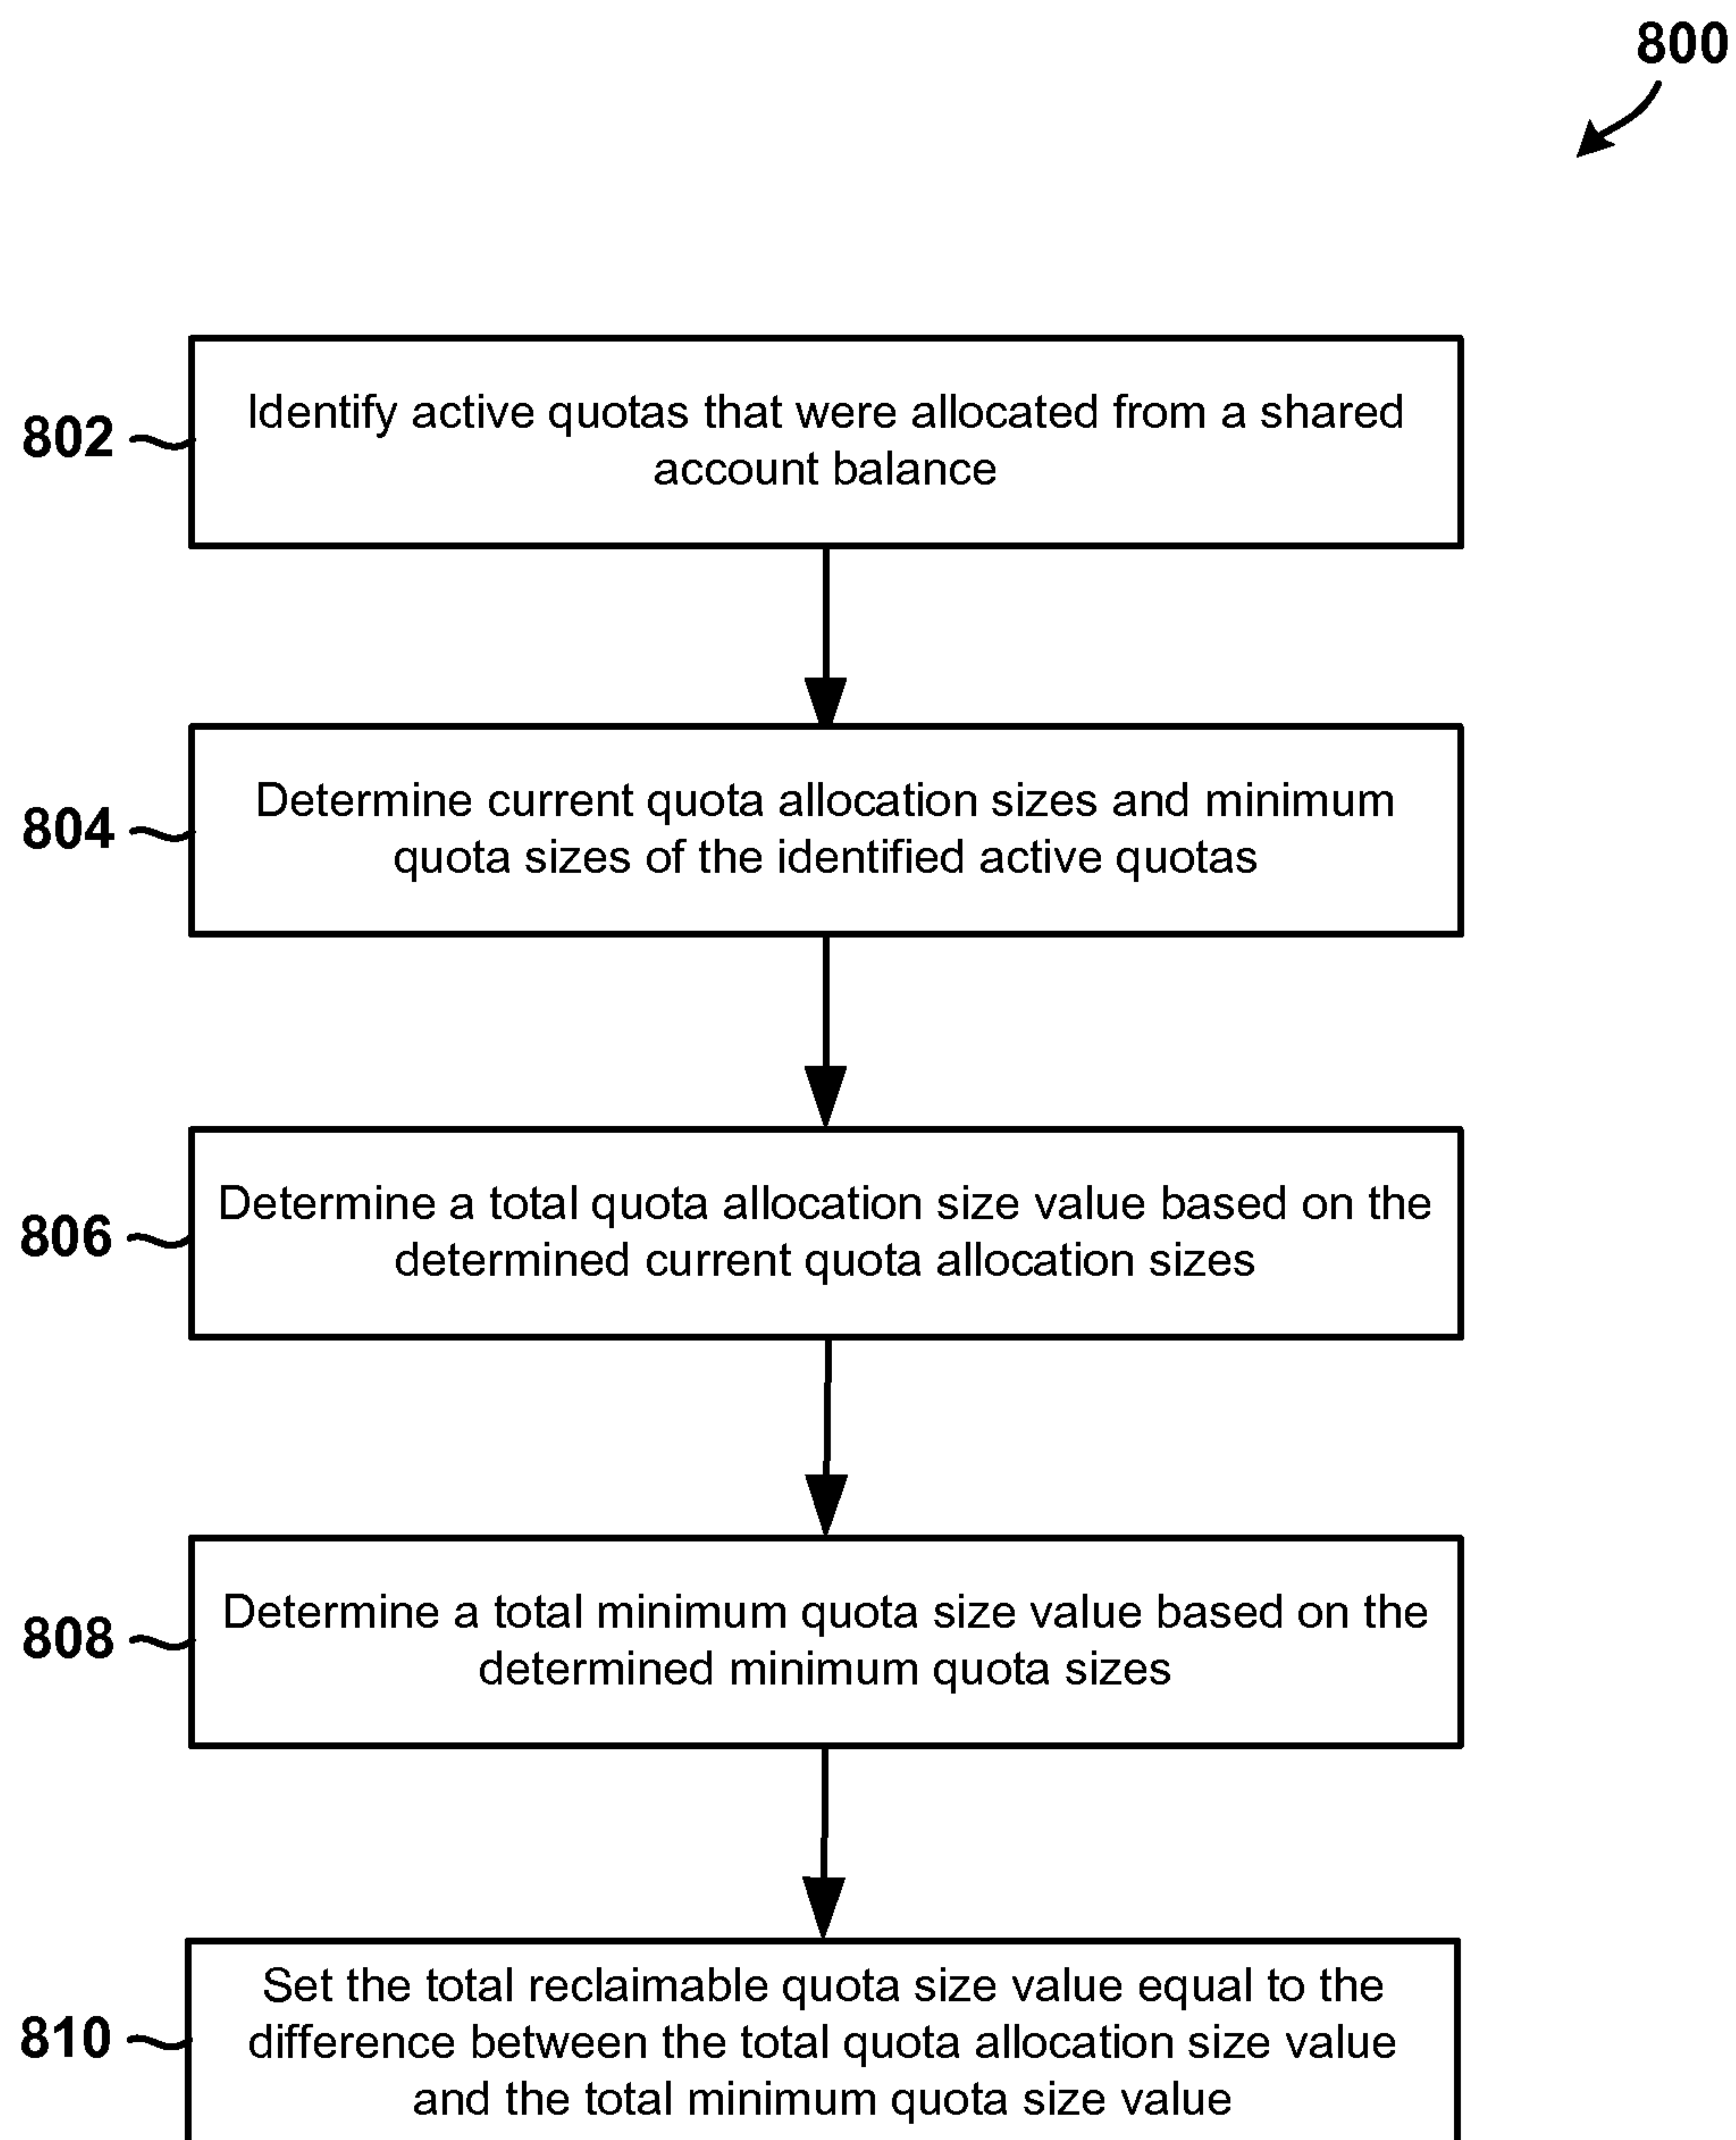 800
802
Identify active quotas that were allocated from a shared
account balance
804
Determine current quota allocation sizes and minimum
quota sizes of the identified active quotas
806
Determine a total quota allocation size value based on the
determined current quota allocation sizes
808
Determine a total minimum quota size value based on the
determined minimum quota sizes
810
Set the total reclaimable quota size value equal to the
difference between the total quota allocation size value
and the total minimum quota size value